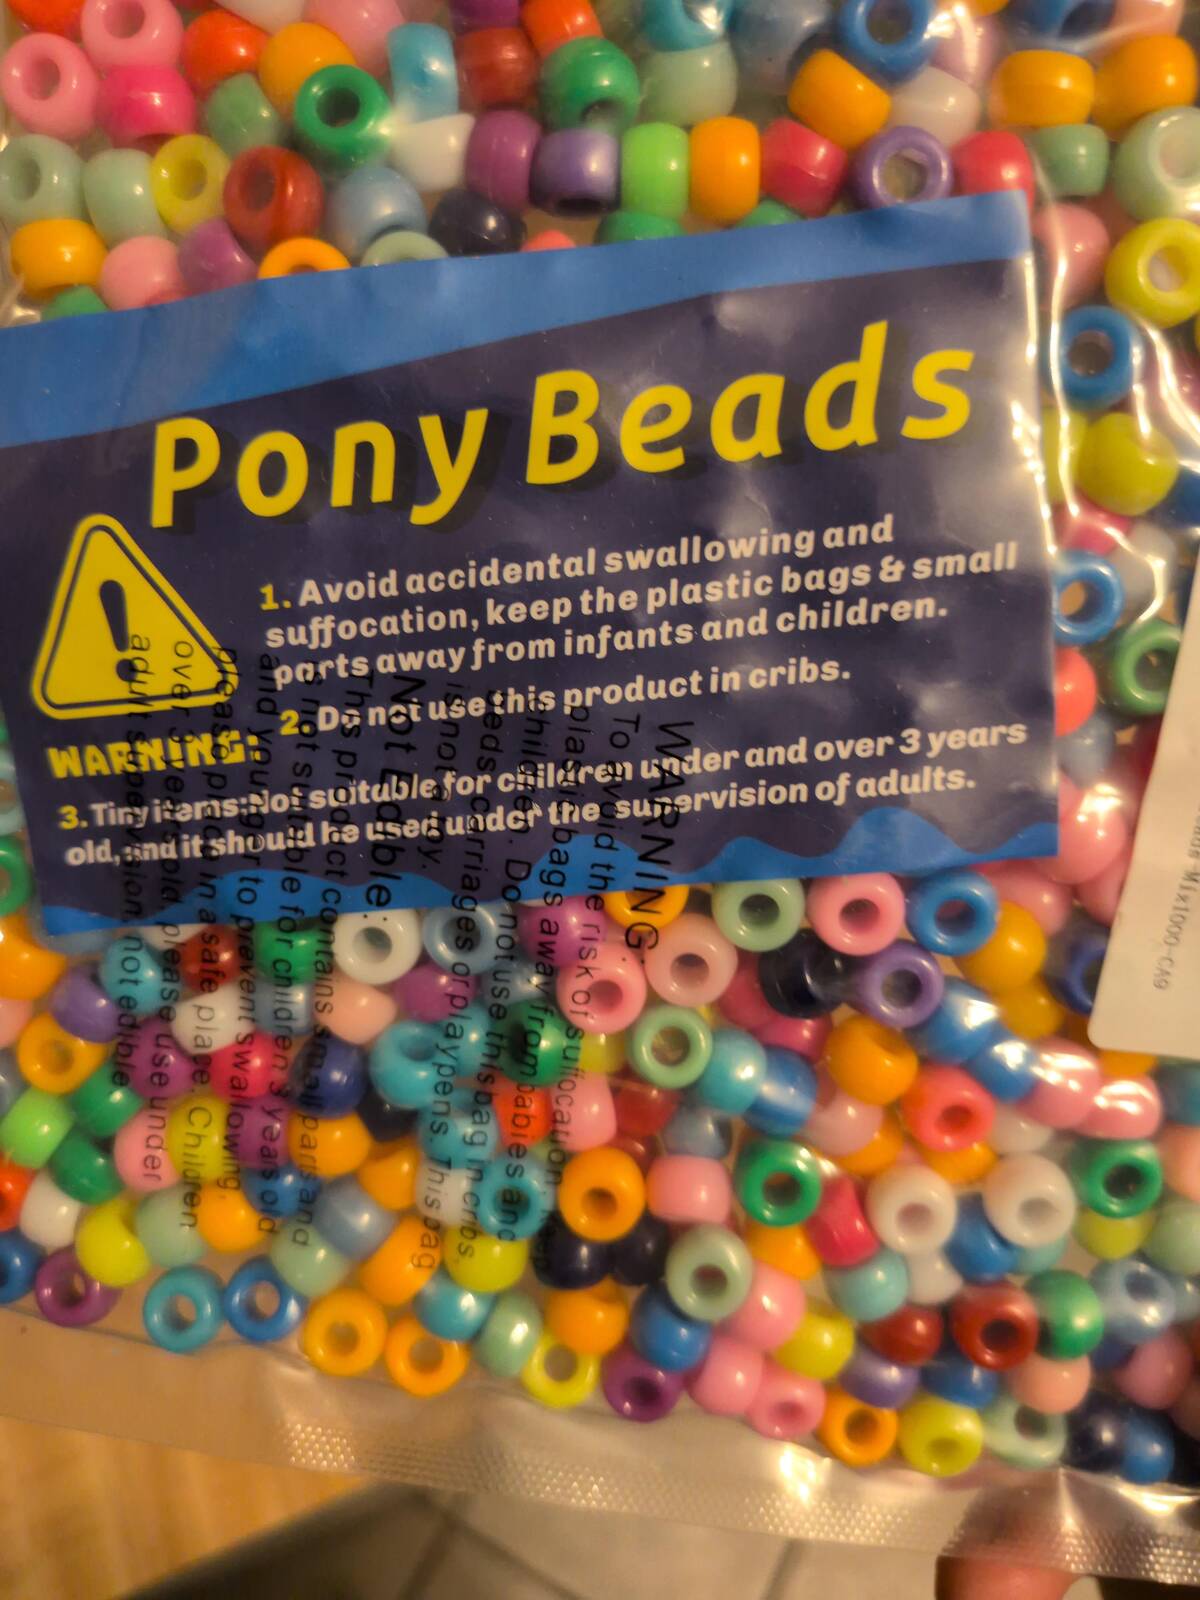 Pony Beads
1. Avoid accidental swallowing and
suffocation, keep the plastic bags & small
parts away from infants and children.
2. Do not use this product in cribs.
WARNING:
3. Tiny items:Not suitable for children under and over 3 years
old, and it should be used under the supervision of adults.
WARNING:
To avoid the risk of suffocation, keep
plastic bags away from babies and
children. Do not use this bag in cribs,
beds, carriages or playpens. This bag
is not a toy.
Not Edible:
This product contains small parts and
is not suitable for children 3 years old
and younger to prevent swallowing,
please place in a safe place. Children
over 3 years old, please use under
adult supervision. not edible
Mix1000-CA09